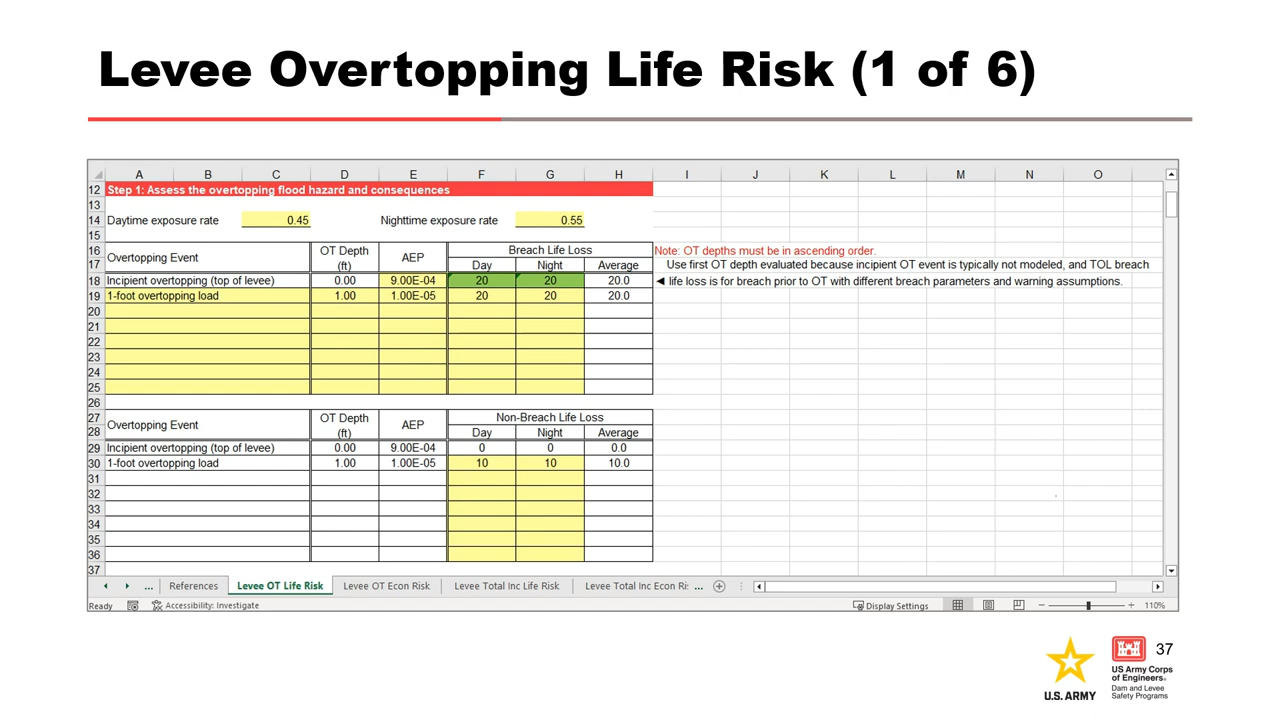 Levee Overtopping Life Risk (1 of 6)
A B C D E F G H I J K L M N O
12 Step 1: Assess the overtopping flood hazard and consequences
13
14 Daytime exposure rate 0.45 Nighttime exposure rate 0.55
15
16 Overtopping Event OT Depth AEP Breach Life Loss Note: OT depths must be in ascending order.
17 (ft) Day Night Average Use first OT depth evaluated because incipient OT event is typically not modeled, and TOL breach
18 Incipient overtopping (top of levee) 0.00 9.00E-04 20 20 20.0 ◄ life loss is for breach prior to OT with different breach parameters and warning assumptions.
19 1-foot overtopping load 1.00 1.00E-05 20 20 20.0
20
21
22
23
24
25
26
27 Overtopping Event OT Depth AEP Non-Breach Life Loss
28 (ft) Day Night Average
29 Incipient overtopping (top of levee) 0.00 9.00E-04 0 0 0.0
30 1-foot overtopping load 1.00 1.00E-05 10 10 10.0
31
32
33
34
35
36
37
... References Levee OT Life Risk Levee OT Econ Risk Levee Total Inc Life Risk Levee Total Inc Econ Ri: ...
Ready Accessibility: Investigate Display Settings 110%
37
U.S. ARMY
US Army Corps
of Engineers®
Dam and Levee
Safety Programs